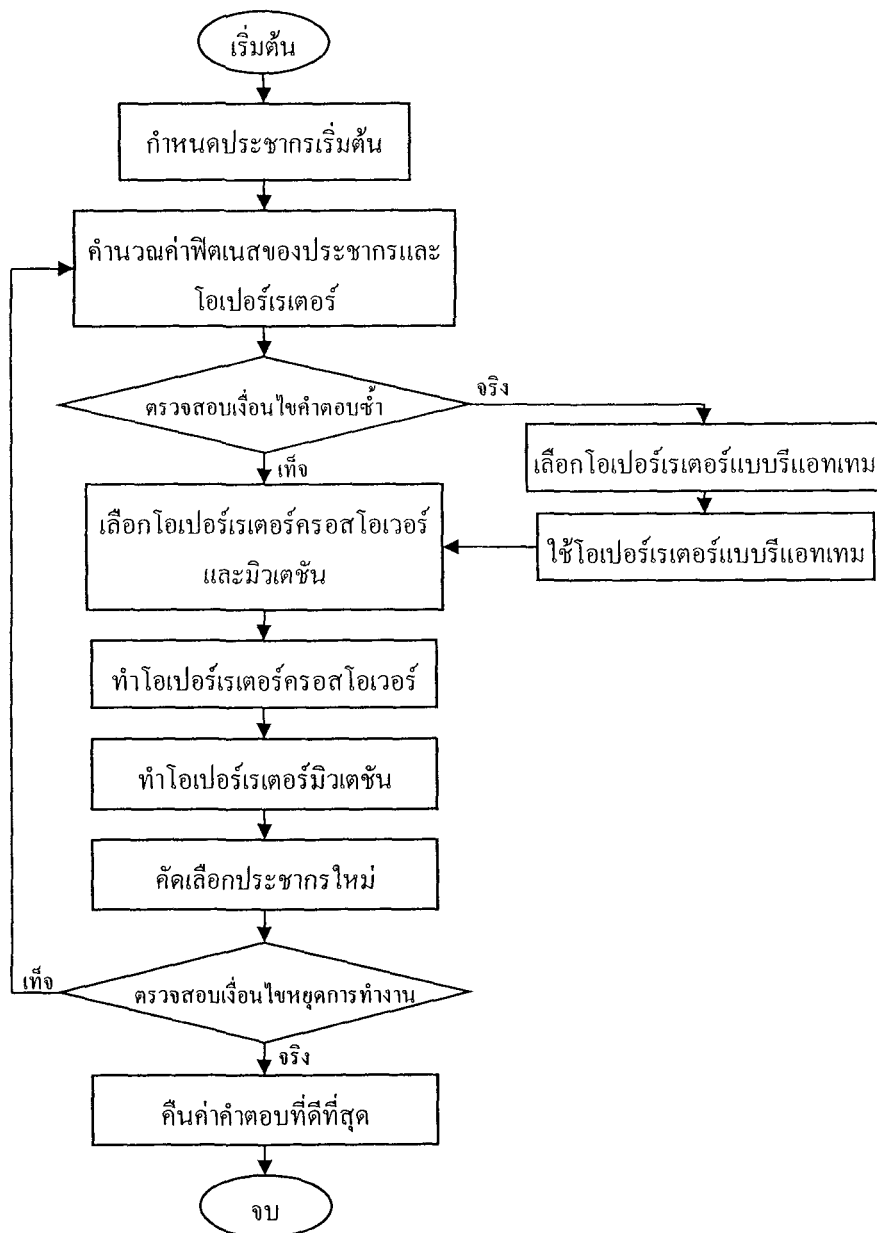 เริ่มต้น
กำหนดประชากรเริ่มต้น
คำนวณค่าฟิตเนสของประชากรและ
โอเปอร์เรเตอร์
ตรวจสอบเงื่อนไขคำตอบซ้ำ
จริง
เลือกโอเปอร์เรเตอร์แบบรีแอทเทม
ใช้โอเปอร์เรเตอร์แบบรีแอทเทม
เท็จ
เลือกโอเปอร์เรเตอร์ครอสโอเวอร์
และมิวเตชัน
ทำโอเปอร์เรเตอร์ครอสโอเวอร์
ทำโอเปอร์เรเตอร์มิวเตชัน
คัดเลือกประชากรใหม่
เท็จ
ตรวจสอบเงื่อนไขหยุดการทำงาน
จริง
คืนค่าคำตอบที่ดีที่สุด
จบ